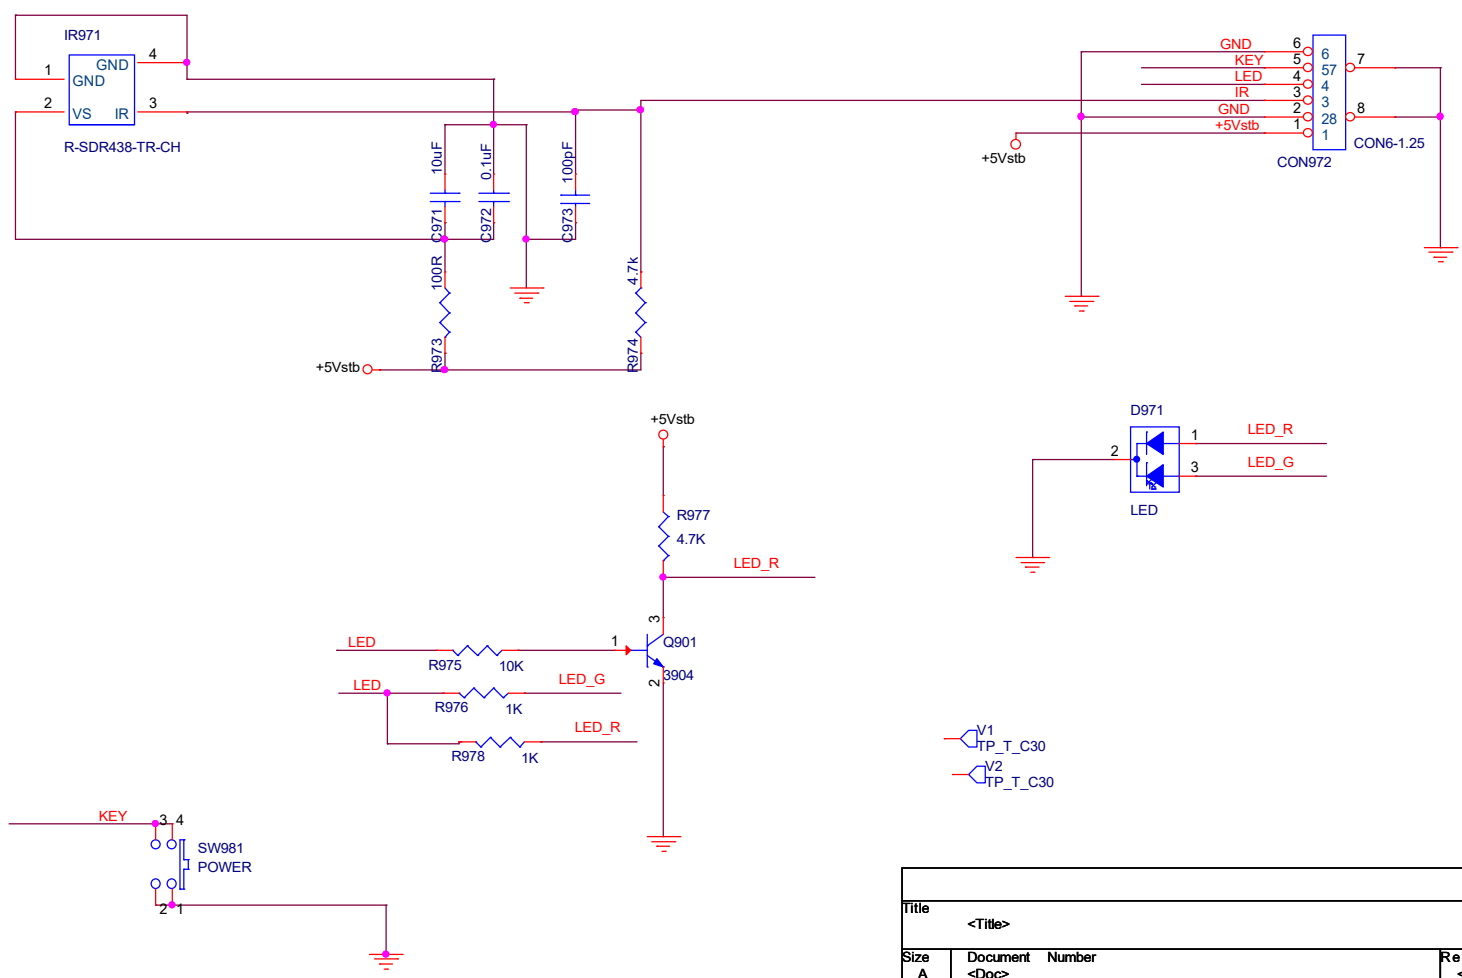 IR971
1
GND
GND
4
2
VS
IR
3
R-SDR438-TR-CH
10uF
0.1uF
100pF
C971
C972
C973
100R
4.7k
R973
R974
+5Vstb
GND
6
6
KEY
5
57
7
LED
4
4
IR
3
3
GND
2
28
8
+5Vstb
1
1
+5Vstb
CON972
CON6-1.25
D971
2
1
LED_R
3
LED_G
LED
+5Vstb
R977
4.7K
LED_R
3
LED
1
Q901
R975
10K
3904
2
LED
LED_G
R976
1K
LED_R
R978
1K
V1
TP_T_C30
V2
TP_T_C30
KEY
3
4
SW981
POWER
2
1
Title
<Title>
Size
Document Number
Re
A
<Doc>
<